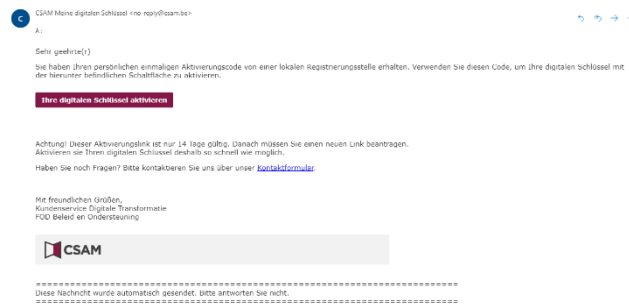 C
CSAM Meine digitalen Schlüssel <no-reply@csam.be>
A :
Sehr geehrte(r)
Sie haben Ihren persönlichen einmaligen Aktivierungscode von einer lokalen Registrierungsstelle erhalten. Verwenden Sie diesen Code, um Ihre digitalen Schlüssel mit
der hierunter befindlichen Schaltflache zu aktivieren.
Ihre digitalen Schlüssel aktivieren
Achtung! Dieser Aktivierungslink ist nur 14 Tage gültig. Danach müssen Sie einen neuen Link beantragen.
Aktivieren sie Ihren digitalen Schlüssel deshalb so schnell wie moglich.
Haben Sie noch Fragen? Bitte kontaktieren Sie uns über unser Kontaktformular.
Mit freundlichen Grüßen,
Kundenservice Digitale Transformatie
FOD Beleid en Ondersteuning
CSAM
=======================================================================
Diese Nachricht wurde automatisch gesendet. Bitte antworten Sie nicht.
=======================================================================